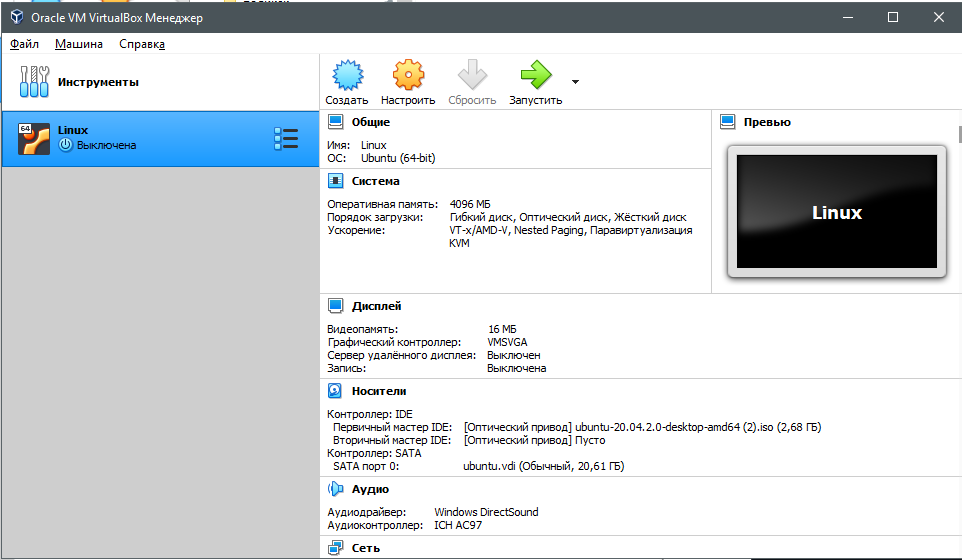 Oracle VM VirtualBox Менеджер
Файл Машина Справка
Инструменты
Создать Настроить Сбросить Запустить
64
Linux
Выключена
Общие
Имя: Linux
ОС: Ubuntu (64-bit)
Превью
Linux
Система
Оперативная память: 4096 МБ
Порядок загрузки: Гибкий диск, Оптический диск, Жёсткий диск
Ускорение: VT-x/AMD-V, Nested Paging, Паравиртуализация
KVM
Дисплей
Видеопамять: 16 МБ
Графический контроллер: VMSVGA
Сервер удалённого дисплея: Выключен
Запись: Выключена
Носители
Контроллер: IDE
Первичный мастер IDE: [Оптический привод] ubuntu-20.04.2.0-desktop-amd64 (2).iso (2,68 ГБ)
Вторичный мастер IDE: [Оптический привод] Пусто
Контроллер: SATA
SATA порт 0: ubuntu.vdi (Обычный, 20,61 ГБ)
Аудио
Аудиодрайвер: Windows DirectSound
Аудиоконтроллер: ICH AC97
Сеть